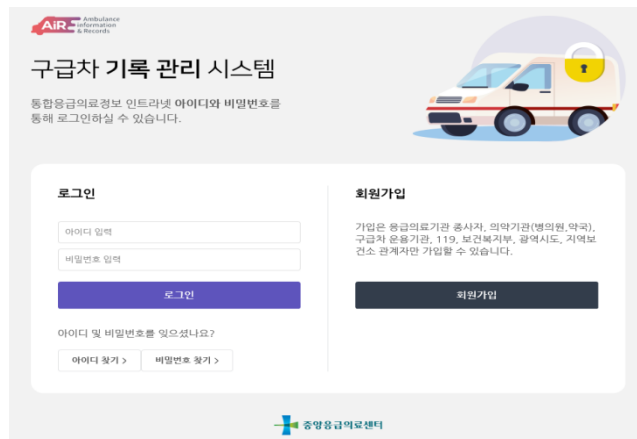 AiR Ambulance
information
& Records
구급차 기록 관리 시스템
통합응급의료정보 인트라넷 아이디와 비밀번호를
통해 로그인하실 수 있습니다.
로그인
아이디 입력
비밀번호 입력
로그인
아이디 및 비밀번호를 잊으셨나요?
아이디 찾기 >
비밀번호 찾기 >
회원가입
가입은 응급의료기관 종사자, 의약기관(병의원,약국),
구급차 운용기관, 119, 보건복지부, 광역시도, 지역보
건소 관계자만 가입할 수 있습니다.
회원가입
중앙응급의료센터